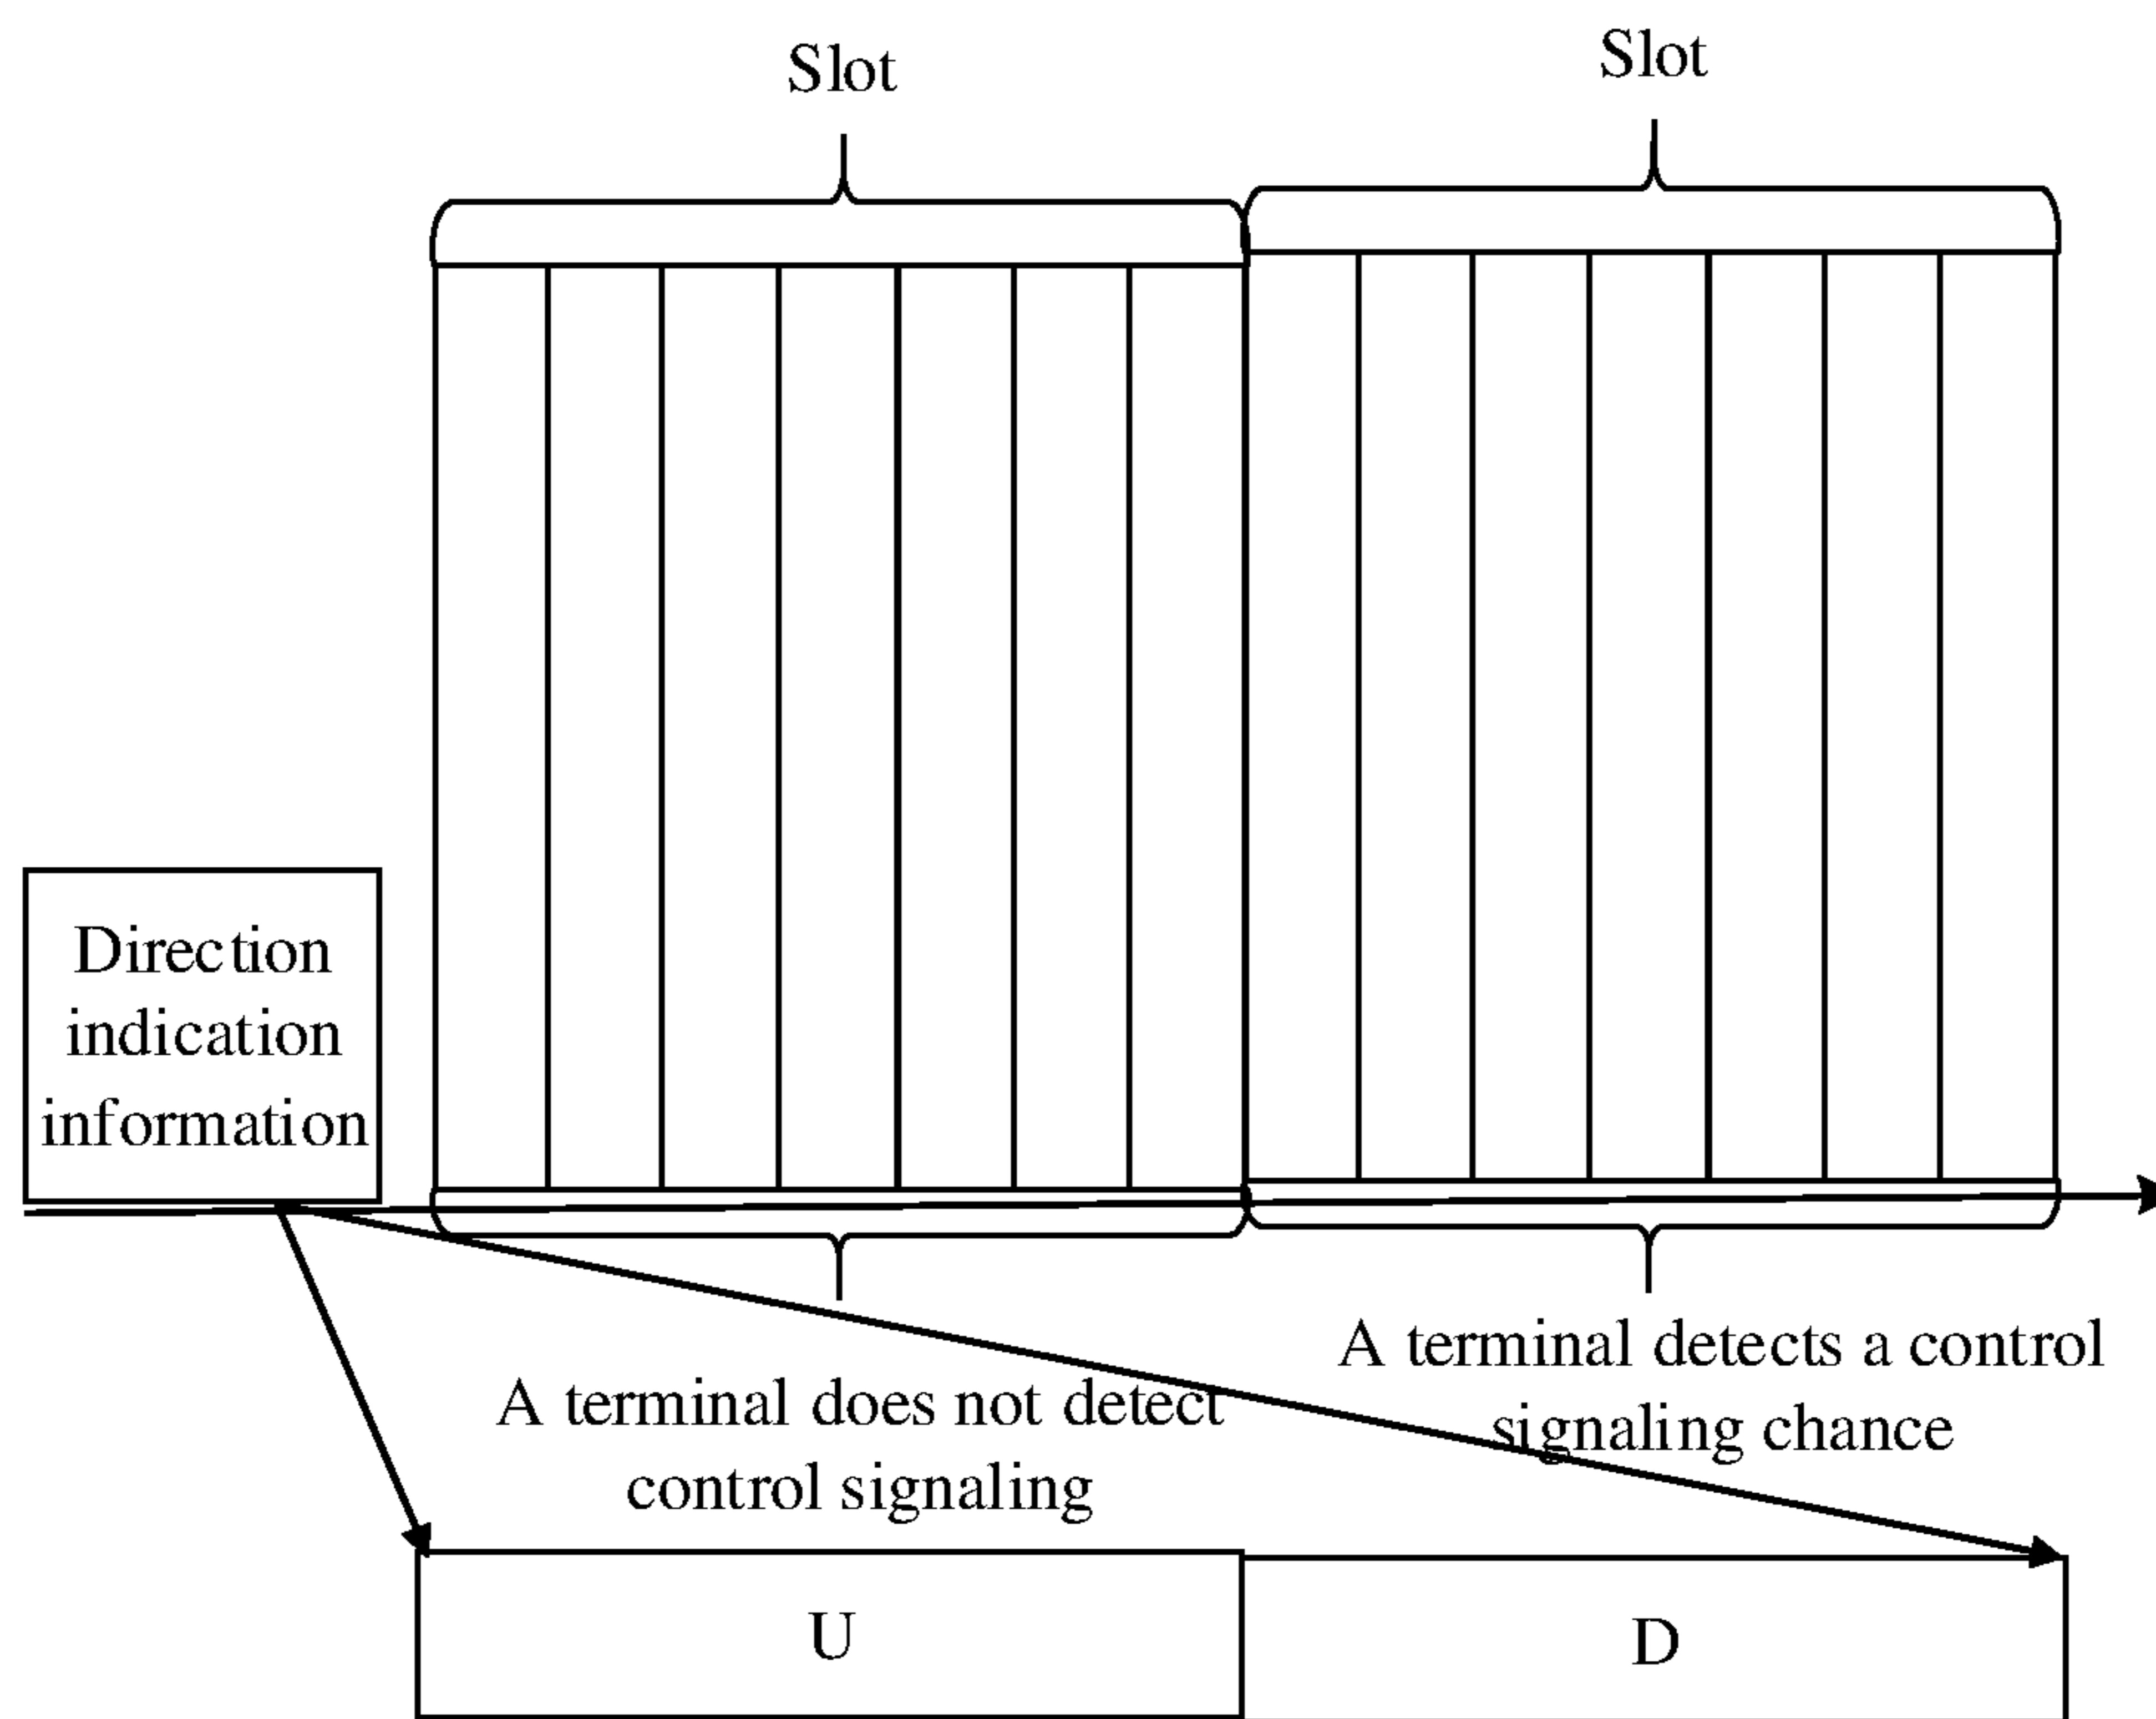 Slot
Slot
Direction
indication
information
A terminal does not detect
control signaling
A terminal detects a control
signaling chance
U
D